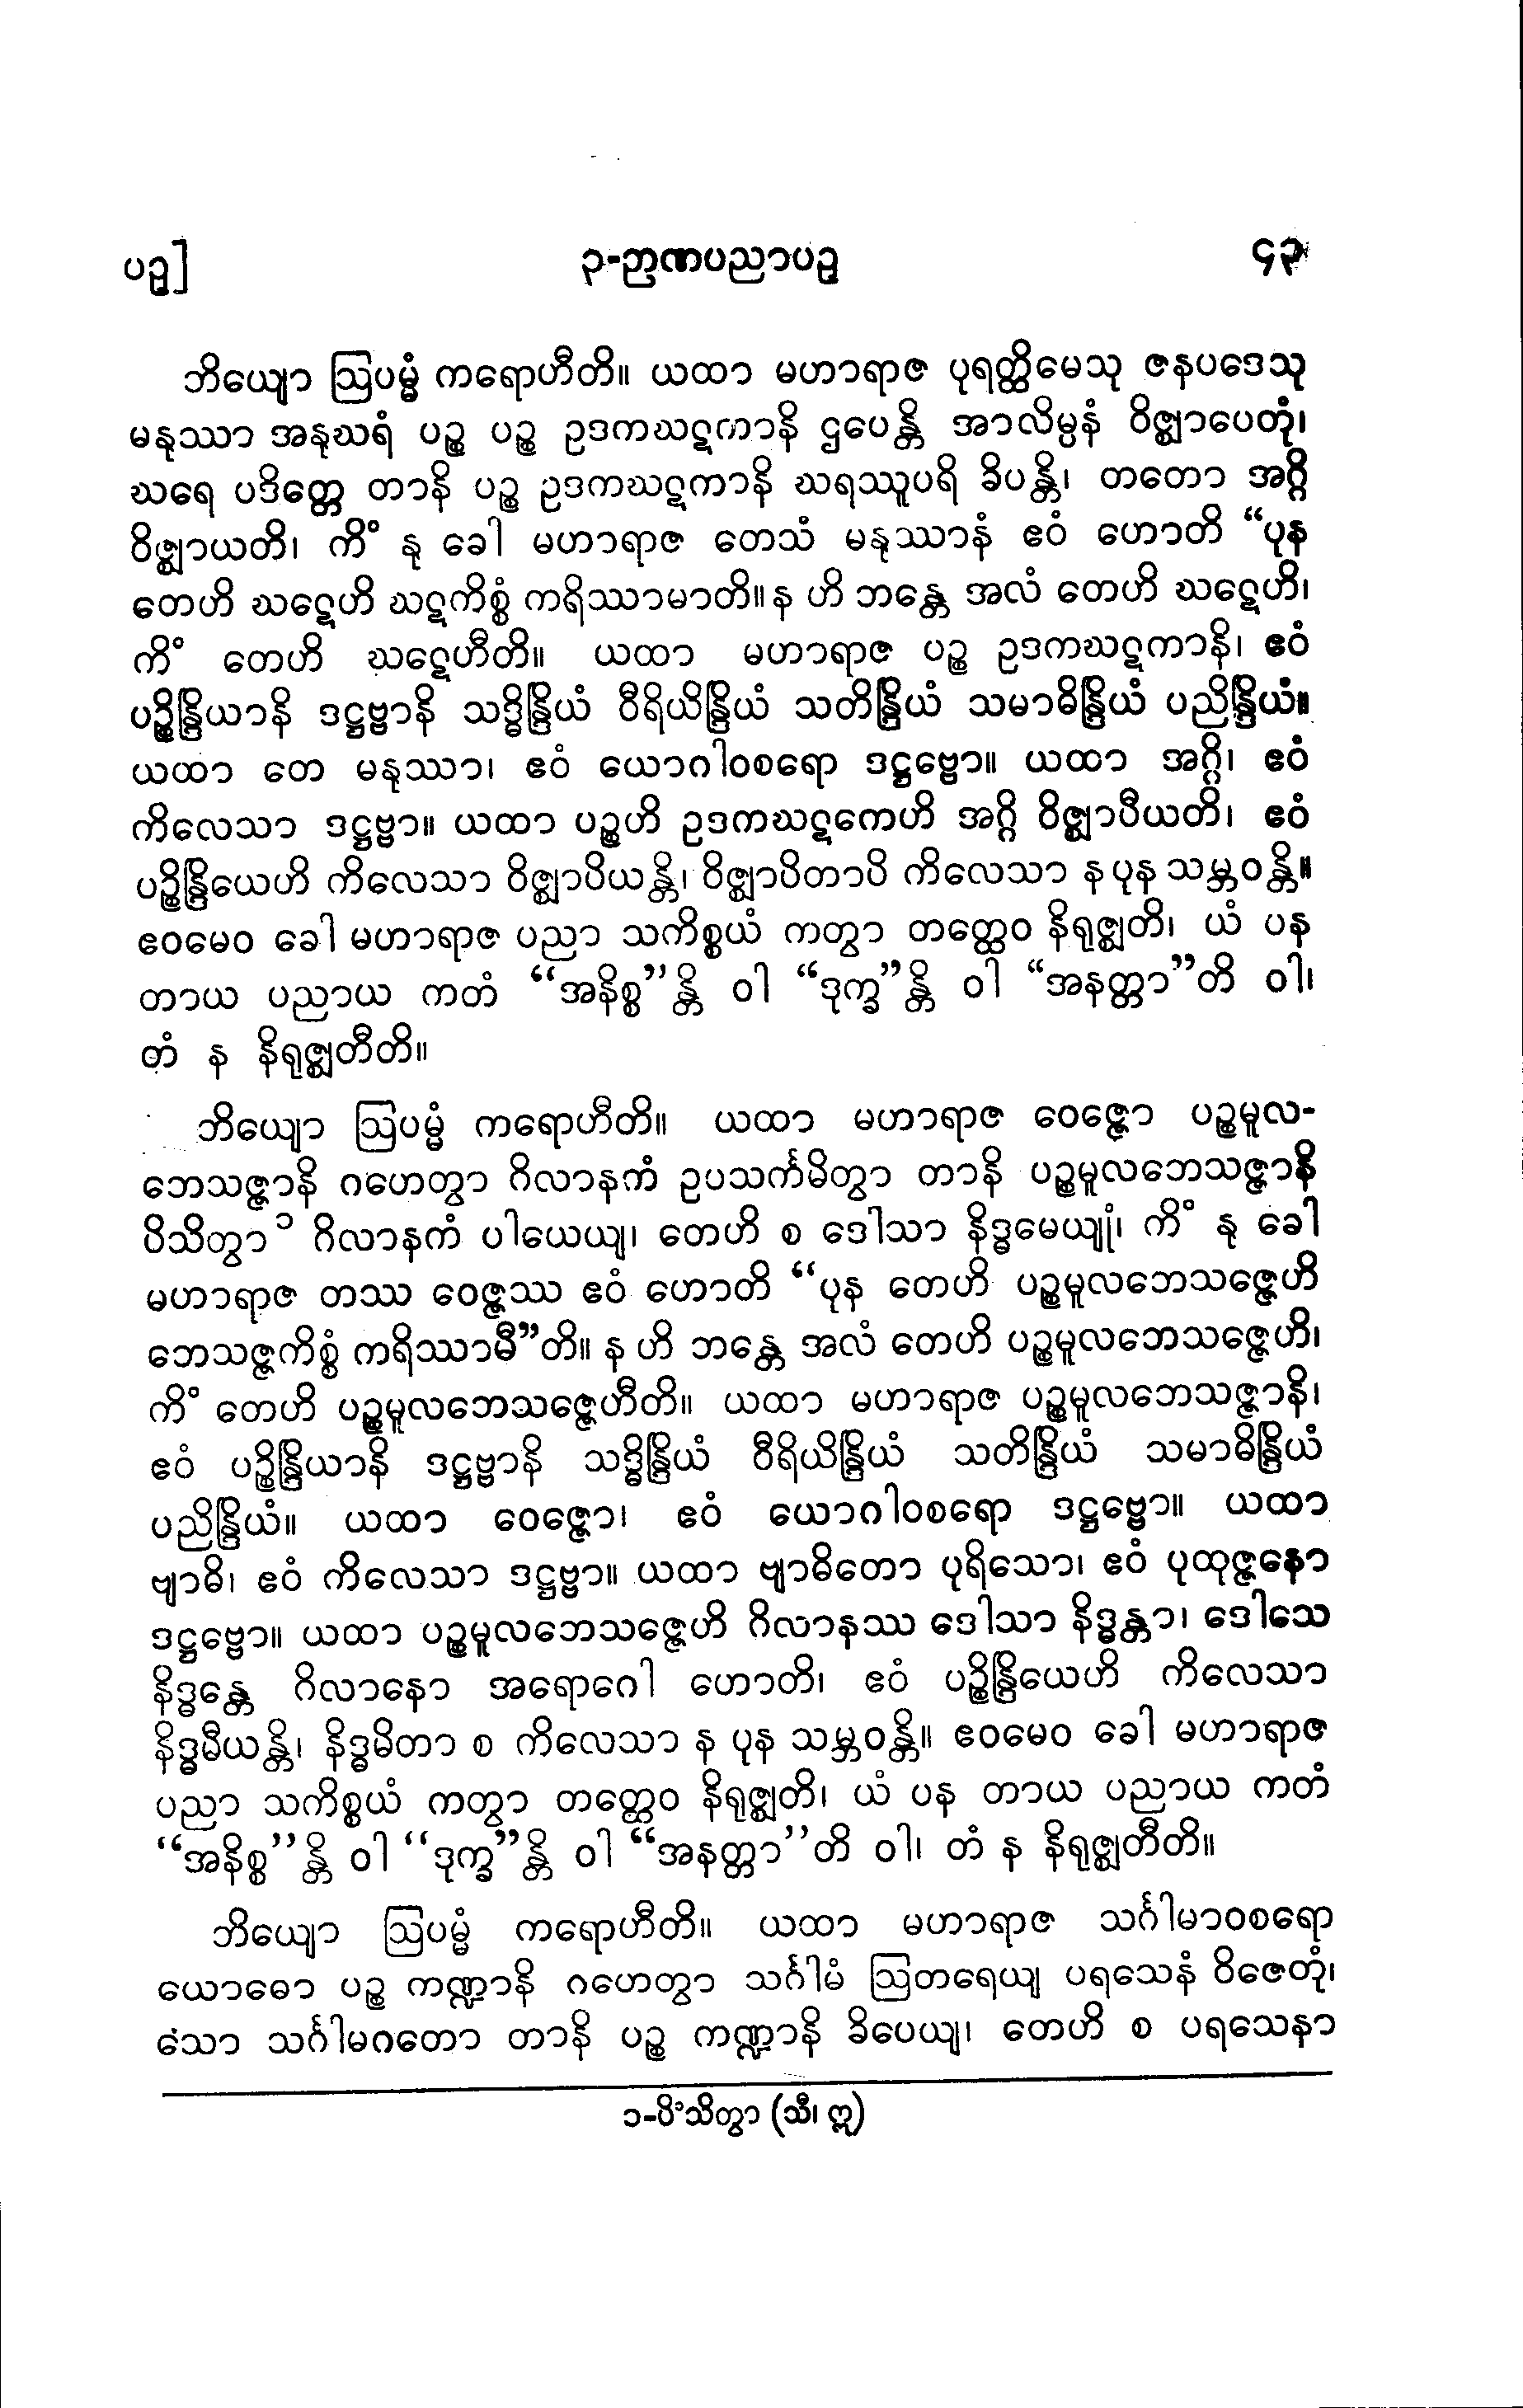 ပဥှ]
၃-ဉာဏပညာပဥှ
၄၃
ဘိယျော ဩပမ္မံ ကရောဟီတိ။ ယထာ မဟာရာဇ ပုရတ္ထိမေသု ဇနပဒေသု
မနုဿာ အနုဃရံ ပဉ္စ ပဉ္စ ဥဒကဃဋကာနိ ဌပေန္တိ အာလိမ္ပနံ ဝိဇ္ဈာပေတုံ၊
ဃရေ ပဒိတ္တေ တာနိ ပဉ္စ ဥဒကဃဋကာနိ ဃရဿူပရိ ခိပန္တိ၊ တတော အဂ္ဂိ
ဝိဇ္ဈာယတိ၊ ကိံ နု ခေါ မဟာရာဇ တေသံ မနုဿာနံ ဧဝံ ဟောတိ “ပုန
တေဟိ ဃဋေဟိ ဃဋကိစ္စံ ကရိဿာမာတိ။ န ဟိ ဘန္တေ အလံ တေဟိ ဃဋေဟိ၊
ကိံ တေဟိ ဃဋေဟီတိ။ ယထာ မဟာရာဇ ပဉ္စ ဥဒကဃဋကာနိ၊ ဧဝံ
ပဉ္စိန္ဒြိယာနိ ဒဋ္ဌဗ္ဗာနိ သဒ္ဓိန္ဒြိယံ ဝီရိယိန္ဒြိယံ သတိန္ဒြိယံ သမာဓိန္ဒြိယံ ပညိန္ဒြိယံ။
ယထာ တေ မနုဿာ၊ ဧဝံ ယောဂါဝစရော ဒဋ္ဌဗ္ဗော။ ယထာ အဂ္ဂိ၊ ဧဝံ
ကိလေသာ ဒဋ္ဌဗ္ဗာ။ ယထာ ပဉ္စဟိ ဥဒကဃဋကေဟိ အဂ္ဂိ ဝိဇ္ဈာပီယတိ၊ ဧဝံ
ပဉ္စိန္ဒြိယေဟိ ကိလေသာ ဝိဇ္ဈာပိယန္တိ၊ ဝိဇ္ဈာပိတာပိ ကိလေသာ န ပုန သမ္ဘဝန္တိ။
ဧဝမေဝ ခေါ မဟာရာဇ ပညာ သကိစ္စယံ ကတွာ တတ္ထေဝ နိရုဇ္ဈတိ၊ ယံ ပန
တာယ ပညာယ ကတံ “အနိစ္စ”န္တိ ဝါ “ဒုက္ခ”န္တိ ဝါ “အနတ္တာ”တိ ဝါ၊
တံ န နိရုဇ္ဈတီတိ။
ဘိယျော ဩပမ္မံ ကရောဟီတိ။ ယထာ မဟာရာဇ ဝေဇ္ဇော ပဉ္စမူလ-
ဘေသဇ္ဇာနိ ဂဟေတွာ ဂိလာနကံ ဥပသင်္ကမိတွာ တာနိ ပဉ္စမူလဘေသဇ္ဇာနိ
ပိသိတွာ ၁ ဂိလာနကံ ပါယေယျ၊ တေဟိ စ ဒေါသာ နိဒ္ဓမေယျုံ၊ ကိံ နု ခေါ
မဟာရာဇ တဿ ဝေဇ္ဇဿ ဧဝံ ဟောတိ “ပုန တေဟိ ပဉ္စမူလဘေသဇ္ဇေဟိ
ဘေသဇ္ဇကိစ္စံ ကရိဿာမီ”တိ။ န ဟိ ဘန္တေ အလံ တေဟိ ပဉ္စမူလဘေသဇ္ဇေဟိ၊
ကိံ တေဟိ ပဉ္စမူလဘေသဇ္ဇေဟီတိ။ ယထာ မဟာရာဇ ပဉ္စမူလဘေသဇ္ဇာနိ၊
ဧဝံ ပဉ္စိန္ဒြိယာနိ ဒဋ္ဌဗ္ဗာနိ သဒ္ဓိန္ဒြိယံ ဝီရိယိန္ဒြိယံ သတိန္ဒြိယံ သမာဓိန္ဒြိယံ
ပညိန္ဒြိယံ။ ယထာ ဝေဇ္ဇော၊ ဧဝံ ယောဂါဝစရော ဒဋ္ဌဗ္ဗော။ ယထာ
ဗျာဓိ၊ ဧဝံ ကိလေသာ ဒဋ္ဌဗ္ဗာ။ ယထာ ဗျာဓိတော ပုရိသော၊ ဧဝံ ပုထုဇ္ဇနော
ဒဋ္ဌဗ္ဗော။ ယထာ ပဉ္စမူလဘေသဇ္ဇေဟိ ဂိလာနဿ ဒေါသာ နိဒ္ဓန္တာ၊ ဒေါသေ
နိဒ္ဓန္တေ ဂိလာနော အရောဂေါ ဟောတိ၊ ဧဝံ ပဉ္စိန္ဒြိယေဟိ ကိလေသာ
နိဒ္ဓမီယန္တိ၊ နိဒ္ဓမိတာ စ ကိလေသာ န ပုန သမ္ဘဝန္တိ။ ဧဝမေဝ ခေါ မဟာရာဇ
ပညာ သကိစ္စယံ ကတွာ တတ္ထေဝ နိရုဇ္ဈတိ၊ ယံ ပန တာယ ပညာယ ကတံ
“အနိစ္စ”န္တိ ဝါ “ဒုက္ခ”န္တိ ဝါ “အနတ္တာ”တိ ဝါ၊ တံ န နိရုဇ္ဈတီတိ။
ဘိယျော ဩပမ္မံ ကရောဟီတိ။ ယထာ မဟာရာဇ သင်္ဂါမာဝစရော
ယောဓော ပဉ္စ ကဏ္ဍာနိ ဂဟေတွာ သင်္ဂါမံ ဩတရေယျ ပရသေနံ ဝိဇေတုံ၊
သော သင်္ဂါမဂတော တာနိ ပဉ္စ ကဏ္ဍာနိ ခိပေယျ၊ တေဟိ စ ပရသေနာ
၁-ပိံသိတွာ (သီ၊ ဣ)